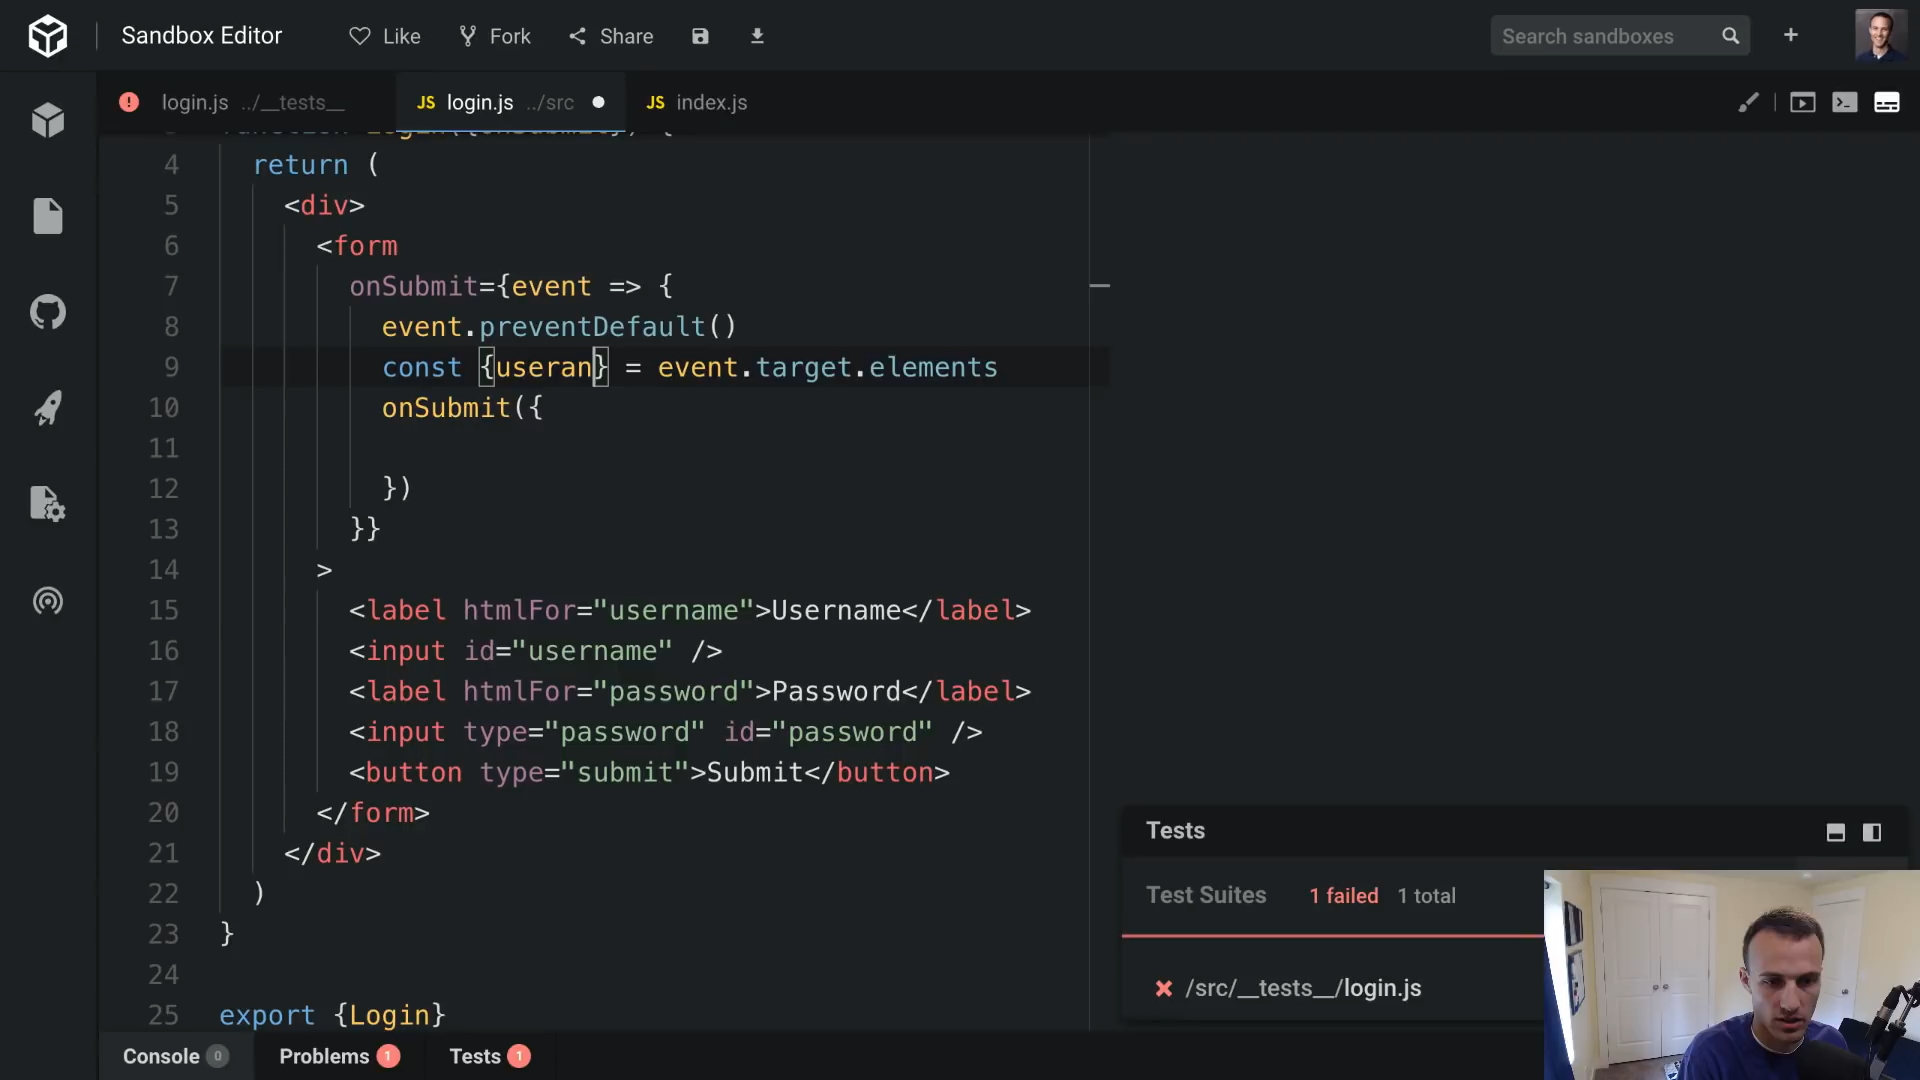 Sandbox Editor
Like
Fork
Share
Search sandboxes
login.js ../__tests__
JS login.js ../src
JS index.js
4 return (
5 <div>
6 <form
7 onSubmit={event => {
8 event.preventDefault()
9 const {useran} = event.target.elements
10 onSubmit({
11
12 })
13 }}
14 >
15 <label htmlFor="username">Username</label>
16 <input id="username" />
17 <label htmlFor="password">Password</label>
18 <input type="password" id="password" />
19 <button type="submit">Submit</button>
20 </form>
21 </div>
22 )
23 }
24
25 export {Login}
Tests
Test Suites 1 failed 1 total
/src/__tests__/login.js
Console 0
Problems 1
Tests 1